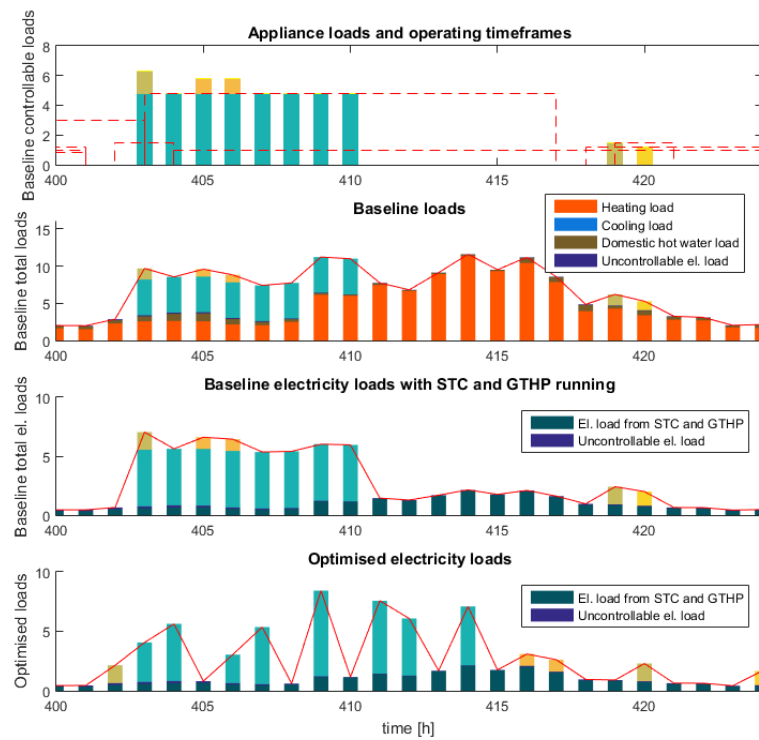 Appliance loads and operating timeframes
Baseline controllable loads
8
6
4
2
0
400 405 410 415 420
Baseline loads
Baseline total loads
15
10
5
0
Heating load
Cooling load
Domestic hot water load
Uncontrollable el. load
400 405 410 415 420
Baseline electricity loads with STC and GTHP running
Baseline total el. loads
10
5
0
El. load from STC and GTHP
Uncontrollable el. load
400 405 410 415 420
Optimised electricity loads
Optimised loads
10
5
0
El. load from STC and GTHP
Uncontrollable el. load
400 405 410 415 420
time [h]